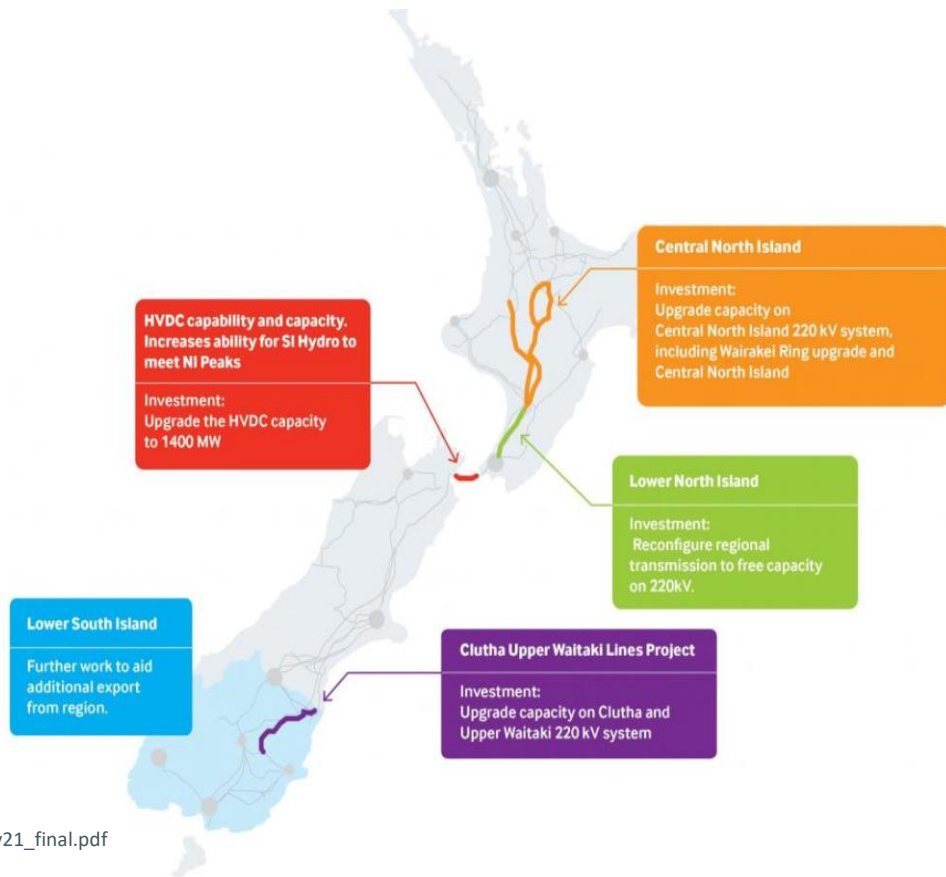 Central North Island
Investment:
Upgrade capacity on
Central North Island 220 kV system,
including Wairakei Ring upgrade and
Central North Island
HVDC capability and capacity.
Increases ability for SI Hydro to
meet NI Peaks
Investment:
Upgrade the HVDC capacity
to 1400 MW
Lower North Island
Investment:
Reconfigure regional
transmission to free capacity
on 220kV.
Lower South Island
Further work to aid
additional export
from region.
Clutha Upper Waitaki Lines Project
Investment:
Upgrade capacity on Clutha and
Upper Waitaki 220 kV system
21_final.pdf